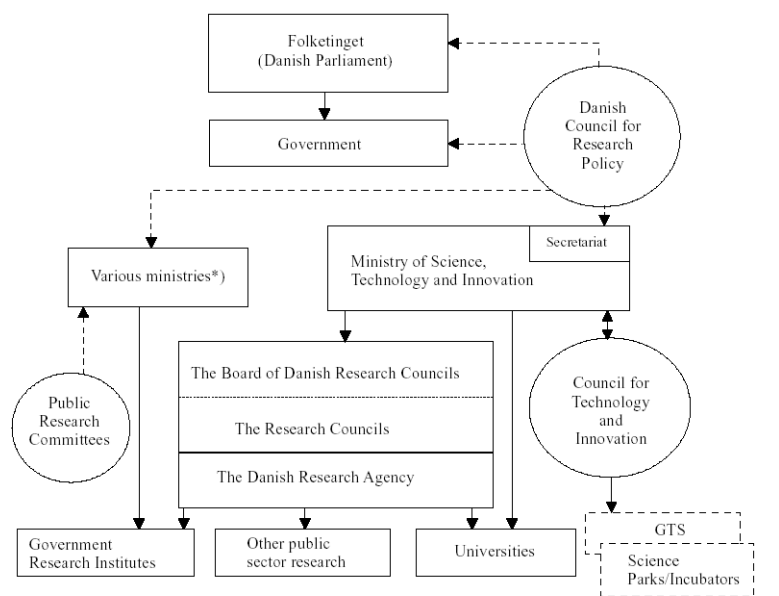 Folketinget
(Danish Parliament)
Danish
Council for
Research
Policy
Government
Secretariat
Ministry of Science,
Technology and Innovation
Various ministries*)
The Board of Danish Research Councils
The Research Councils
The Danish Research Agency
Public
Research
Committees
Council for
Technology
and
Innovation
Government
Research Institutes
Other public
sector research
Universities
GTS
Science
Parks/Incubators